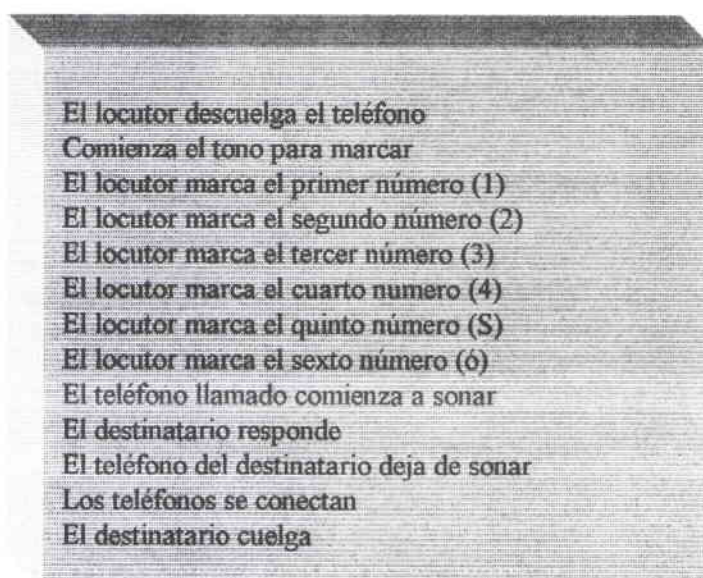 El locutor descuelga el teléfono
Comienza el tono para marcar
El locutor marca el primer número (1)
El locutor marca el segundo número (2)
El locutor marca el tercer número (3)
El locutor marca el cuarto numero (4)
El locutor marca el quinto número (S)
El locutor marca el sexto número (ó)
El teléfono llamado comienza a sonar
El destinatario responde
El teléfono del destinatario deja de sonar
Los teléfonos se conectan
El destinatario cuelga